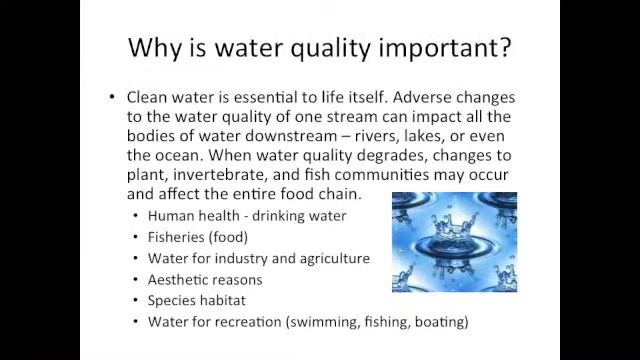 Why is water quality important?
• Clean water is essential to life itself. Adverse changes
to the water quality of one stream can impact all the
bodies of water downstream – rivers, lakes, or even
the ocean. When water quality degrades, changes to
plant, invertebrate, and fish communities may occur
and affect the entire food chain.
• Human health - drinking water
• Fisheries (food)
• Water for industry and agriculture
• Aesthetic reasons
• Species habitat
• Water for recreation (swimming, fishing, boating)